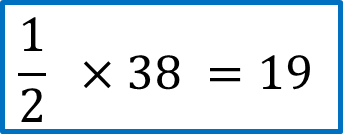 1/2 × 38 = 19